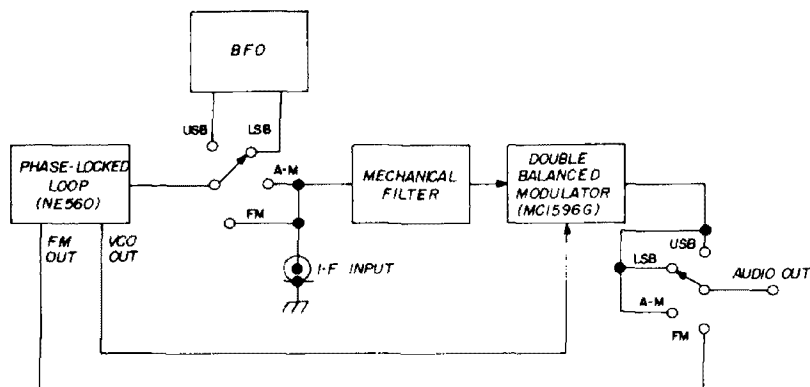 BFO
USB
LSB
PHASE-LOCKED
LOOP
(NE560)
A-M
FM
MECHANICAL
FILTER
DOUBLE
BALANCED
MODULATOR
(MC1596G)
FM
OUT
VCO
OUT
I-F INPUT
USB
LSB
AUDIO OUT
A-M
FM